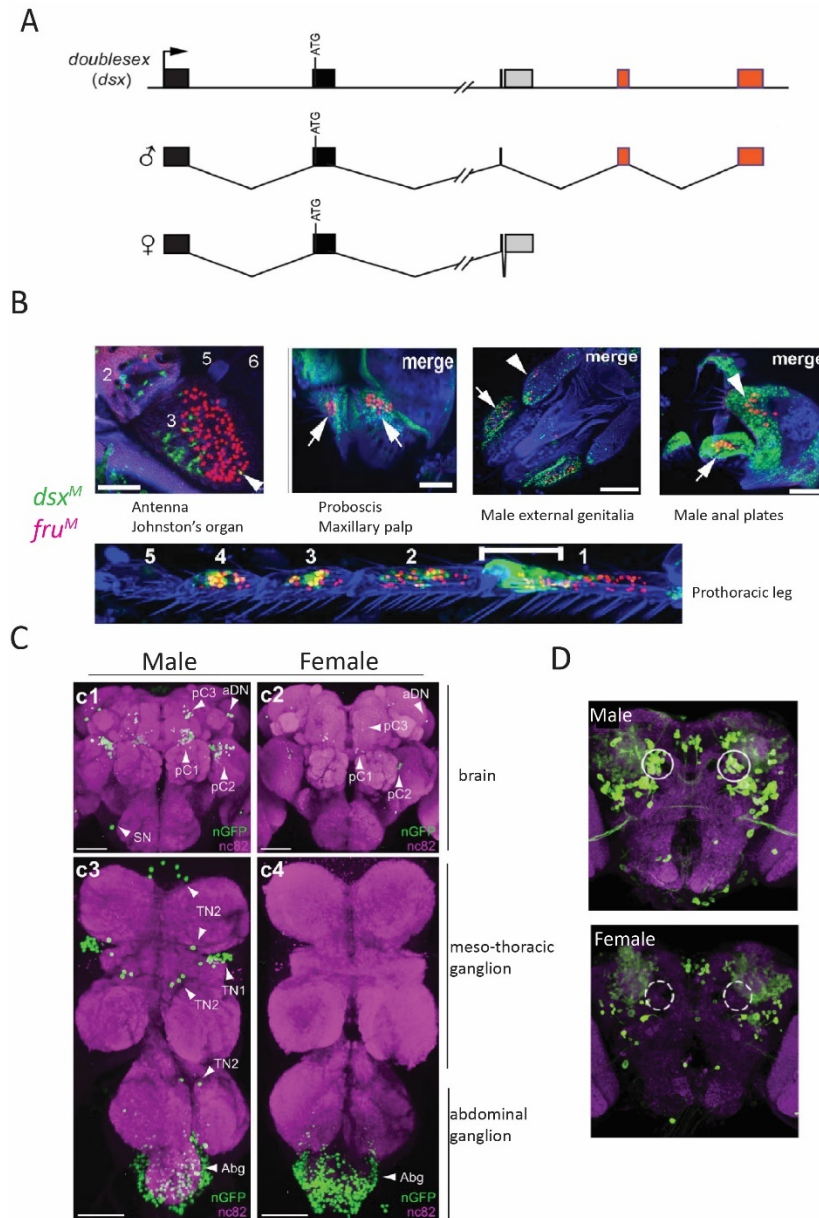 A
doublesex
(dsx)
ATG
♂
ATG
♀
ATG
B
2
5
6
3
merge
merge
merge
dsxM
fruM
Antenna
Johnston's organ
Proboscis
Maxillary palp
Male external genitalia
Male anal plates
5
4
3
2
1
Prothoracic leg
C
Male
Female
D
c1
pC3
aDN
pC1
pC2
SN
nGFP
nc82
c2
aDN
pC3
pC1
pC2
nGFP
nc82
brain
Male
Female
c3
TN2
TN1
TN2
TN2
Abg
nGFP
nc82
c4
Abg
nGFP
nc82
meso-thoracic
ganglion
abdominal
ganglion